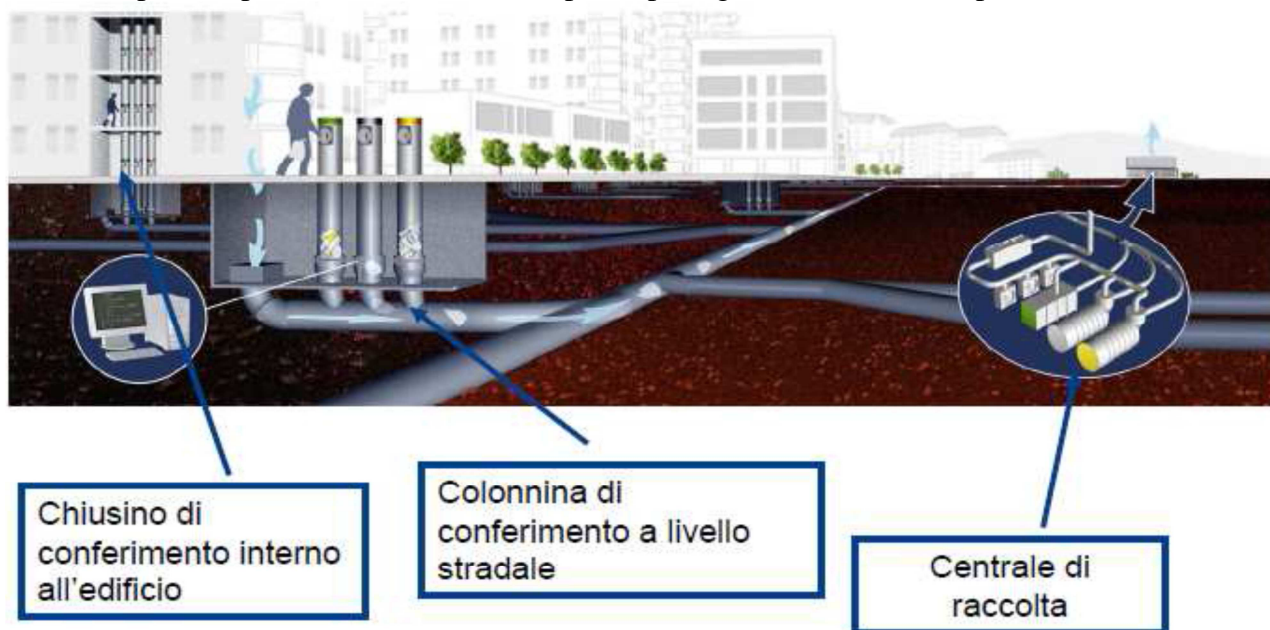 Chiusino di
conferimento interno
all'edificio
Colonnina di
conferimento a livello
stradale
Centrale di
raccolta